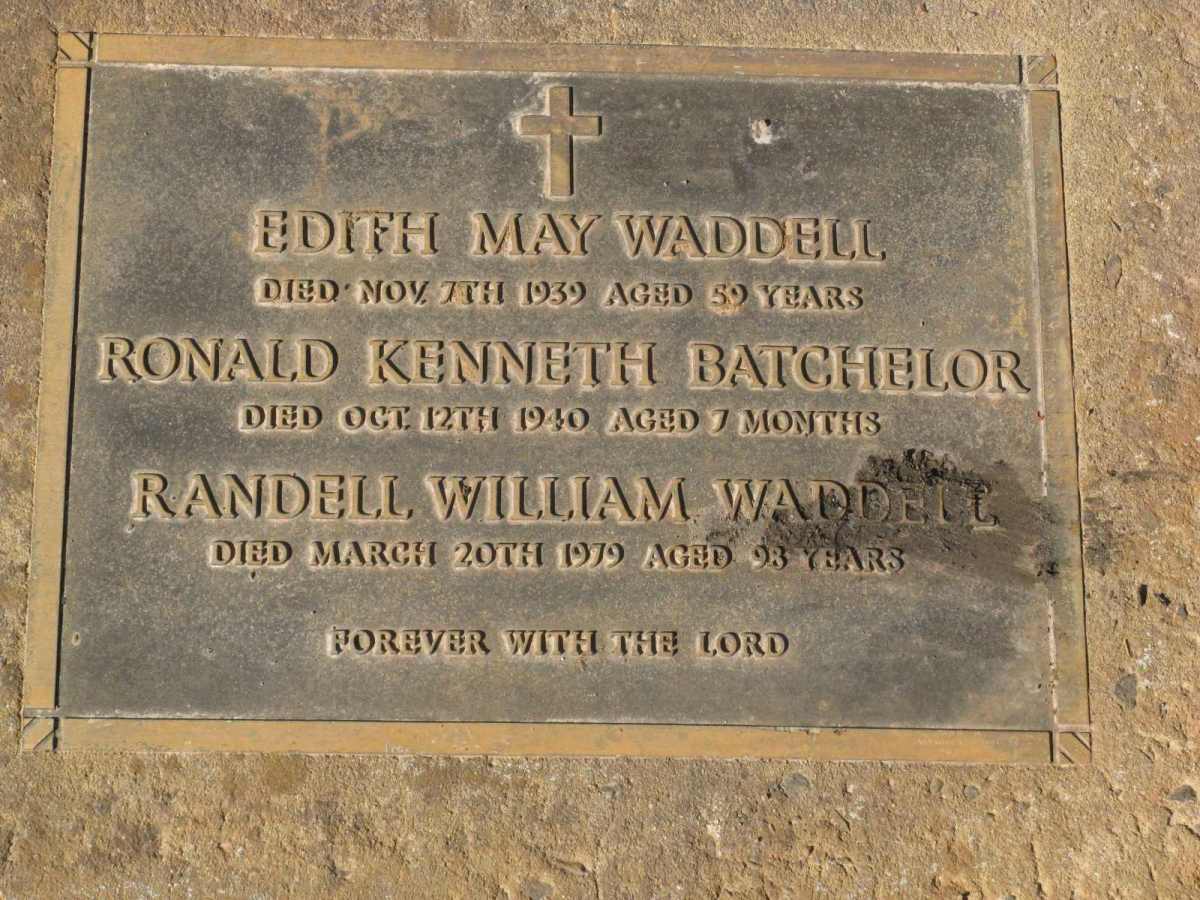 EDITH MAY WADDELL
DIED NOV. 7TH 1939 AGED 59 YEARS
RONALD KENNETH BATCHELOR
DIED OCT. 12TH 1940 AGED 7 MONTHS
RANDELL WILLIAM WADDELL
DIED MARCH 20TH 1979 AGED 93 YEARS
FOREVER WITH THE LORD